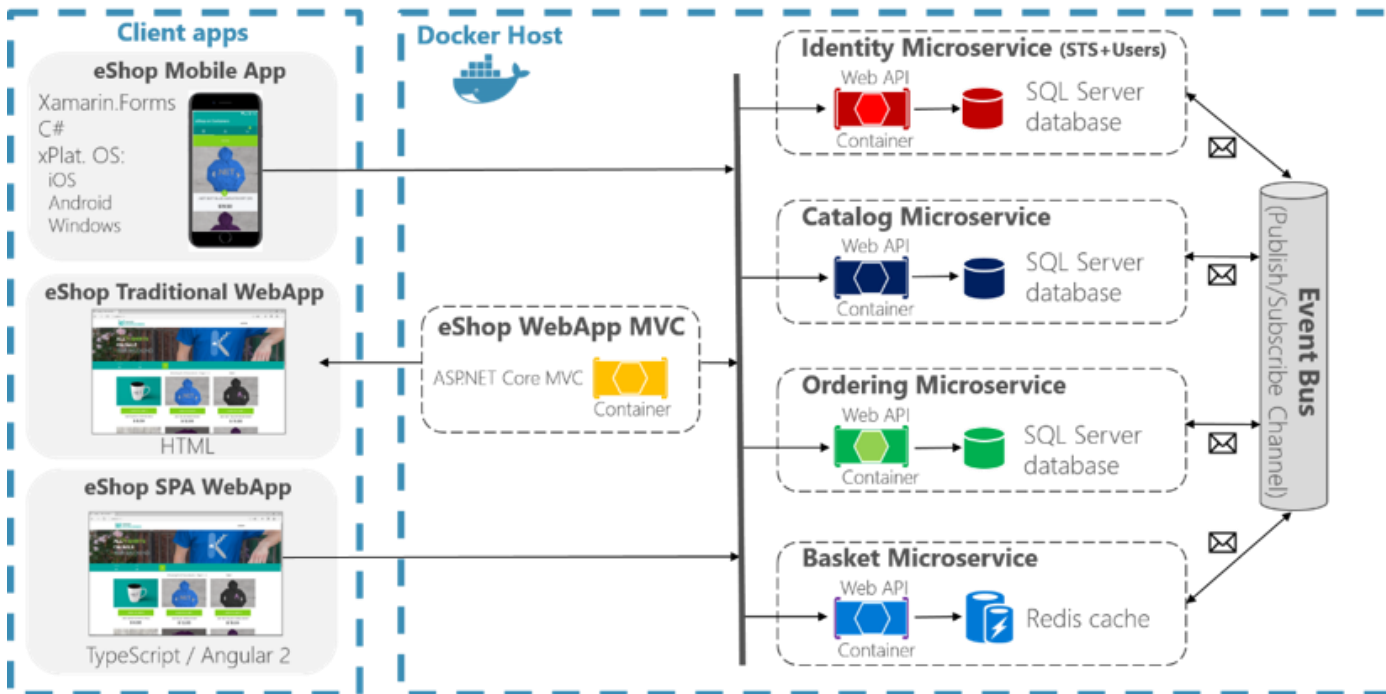 Client apps
eShop Mobile App
Xamarin.Forms
C#
xPlat. OS:
iOS
Android
Windows
eShop Traditional WebApp
HTML
eShop SPA WebApp
TypeScript / Angular 2
Docker Host
eShop WebApp MVC
ASP.NET Core MVC
Container
Identity Microservice (STS+Users)
Web API
Container
SQL Server
database
Catalog Microservice
Web API
Container
SQL Server
database
Ordering Microservice
Web API
Container
SQL Server
database
Basket Microservice
Web API
Container
Redis cache
Event Bus
(Publish/Subscribe Channel)